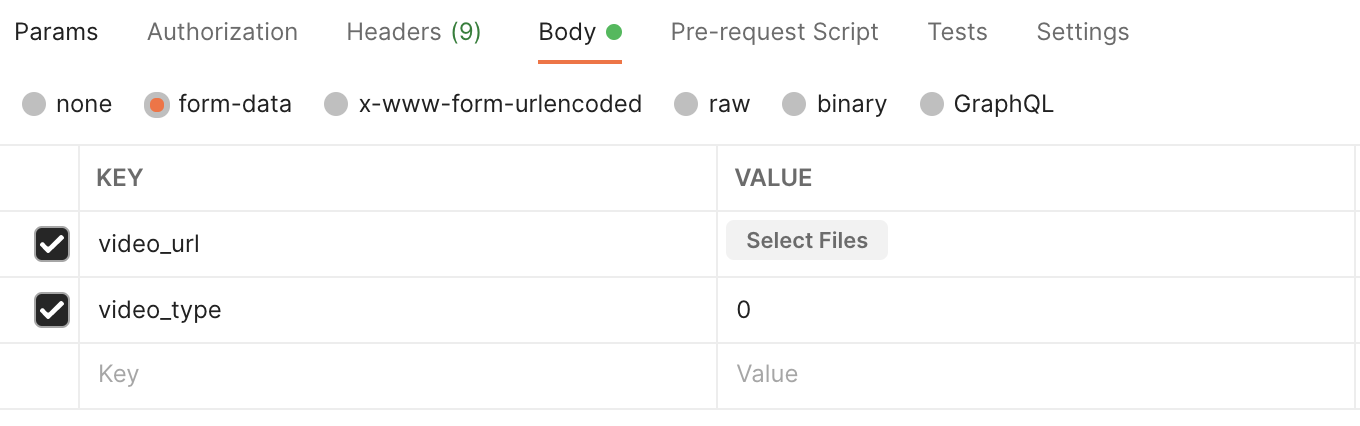 Params Authorization Headers (9) Body Pre-request Script Tests Settings
none form-data x-www-form-urlencoded raw binary GraphQL
KEY VALUE
video_url Select Files
video_type 0
Key Value